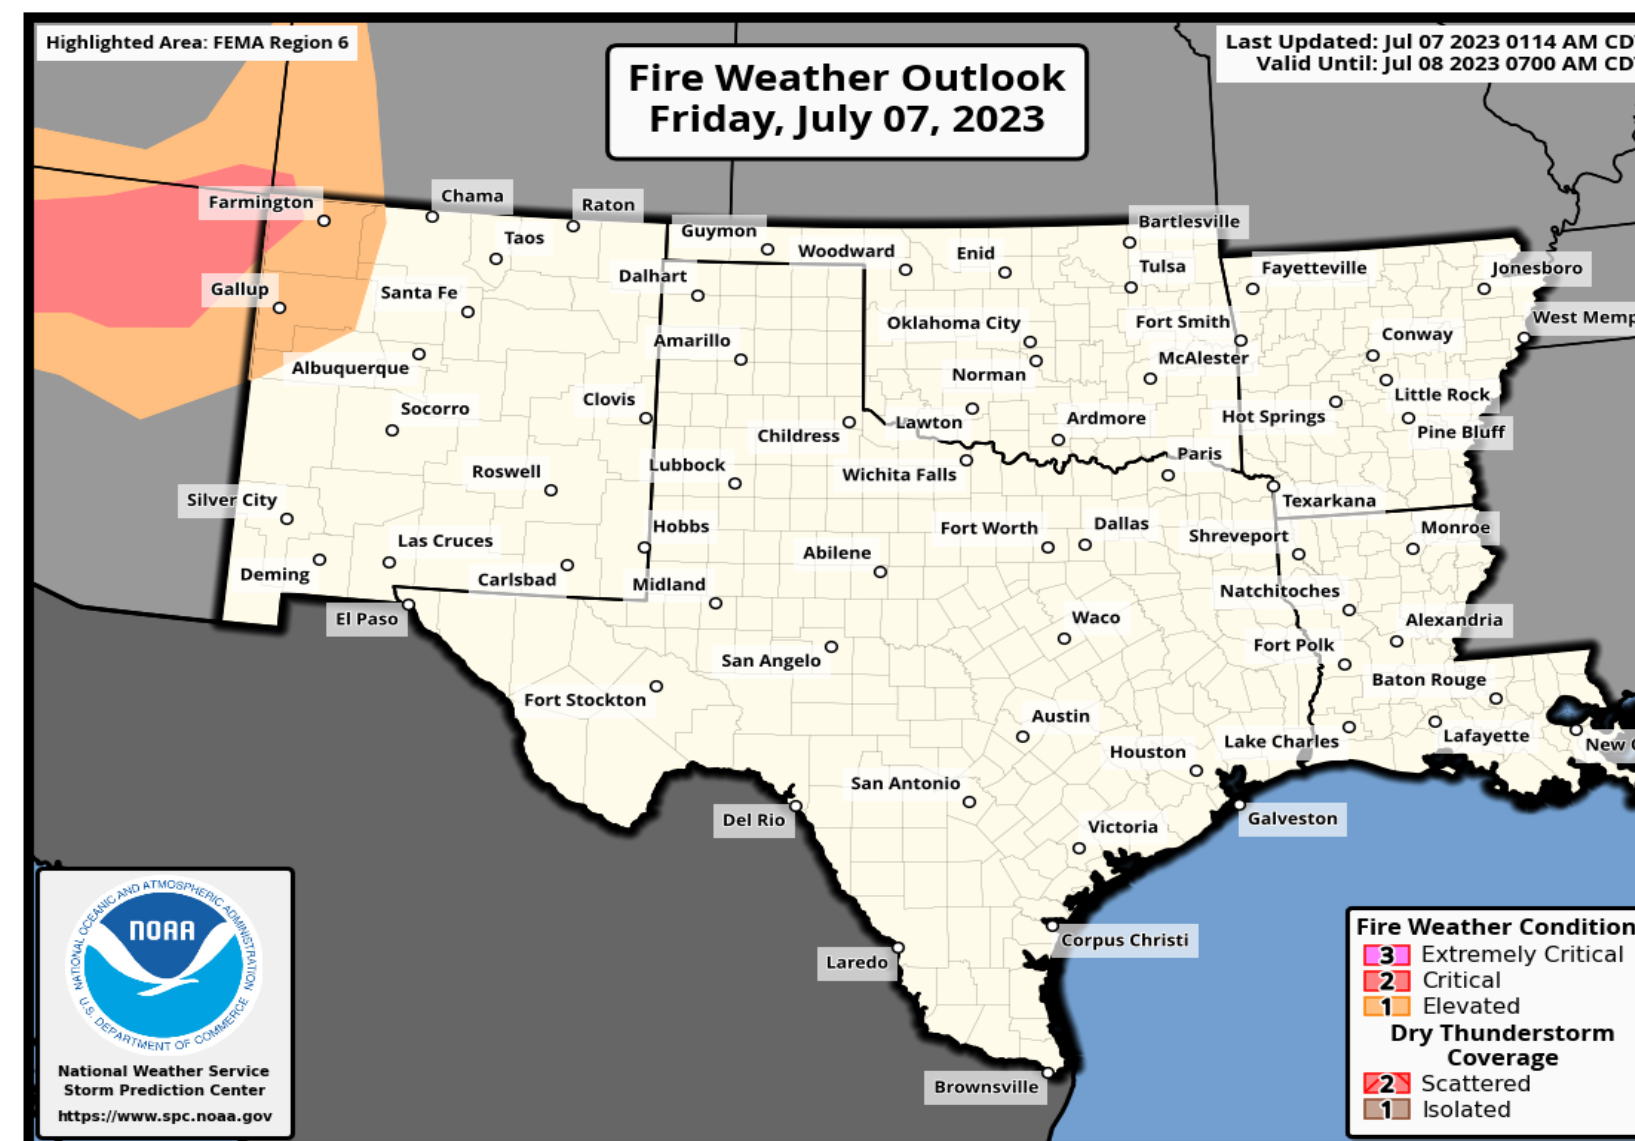 Highlighted Area: FEMA Region 6
Fire Weather Outlook
Friday, July 07, 2023
Last Updated: Jul 07 2023 0114 AM CD
Valid Until: Jul 08 2023 0700 AM CD
Farmington
Chama
Raton
Taos
Guymon
Woodward
Enid
Bartlesville
Tulsa
Fayetteville
Jonesboro
Gallup
Santa Fe
Dalhart
Oklahoma City
Fort Smith
West Memp
Albuquerque
Amarillo
Norman
McAlester
Conway
Little Rock
Socorro
Clovis
Childress
Lawton
Ardmore
Hot Springs
Pine Bluff
Silver City
Roswell
Lubbock
Wichita Falls
Paris
Texarkana
Deming
Las Cruces
Carlsbad
Hobbs
Abilene
Fort Worth
Dallas
Shreveport
Monroe
El Paso
Midland
Natchitoches
Waco
Alexandria
San Angelo
Fort Polk
Fort Stockton
Baton Rouge
Austin
Houston
Lake Charles
Lafayette
New
San Antonio
Del Rio
Victoria
Galveston
Corpus Christi
Laredo
Brownsville
NATIONAL OCEANIC AND ATMOSPHERIC ADMINISTRATION
NOAA
U.S. DEPARTMENT OF COMMERCE
National Weather Service
Storm Prediction Center
https://www.spc.noaa.gov
Fire Weather Condition
3 Extremely Critical
2 Critical
1 Elevated
Dry Thunderstorm
Coverage
2 Scattered
1 Isolated